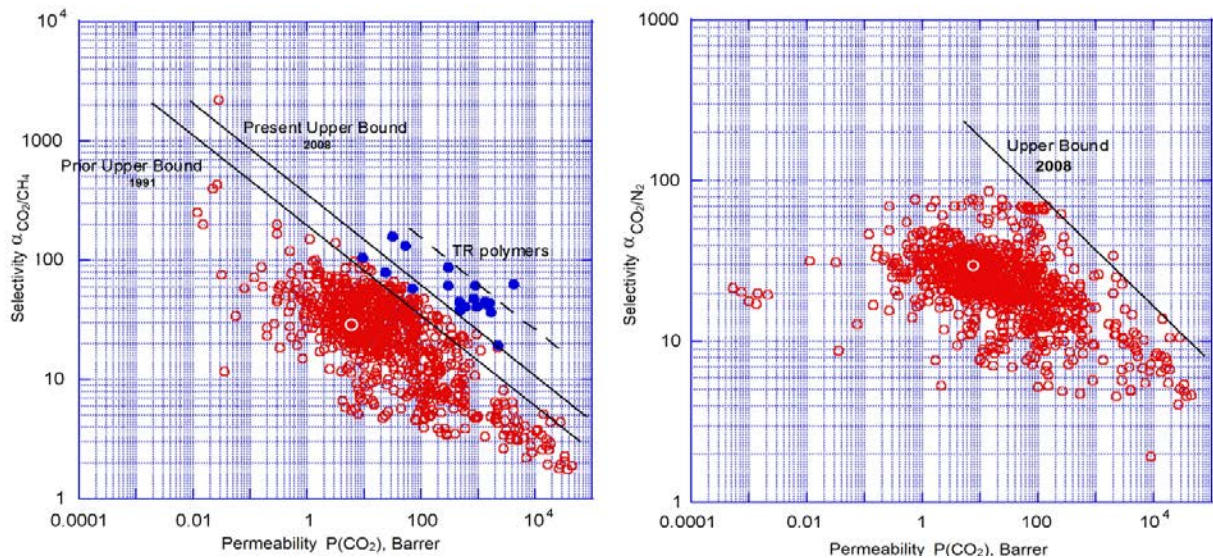 10⁴
1000
100
10
1
0.0001
0.01
1
100
10⁴
Selectivity α CO₂/CH₄
Permeability P(CO₂), Barrer
Present Upper Bound
2008
Prior Upper Bound
1991
TR polymers
1000
100
10
1
0.0001
0.01
1
100
10⁴
Selectivity α CO₂/N₂
Permeability P(CO₂), Barrer
Upper Bound
2008